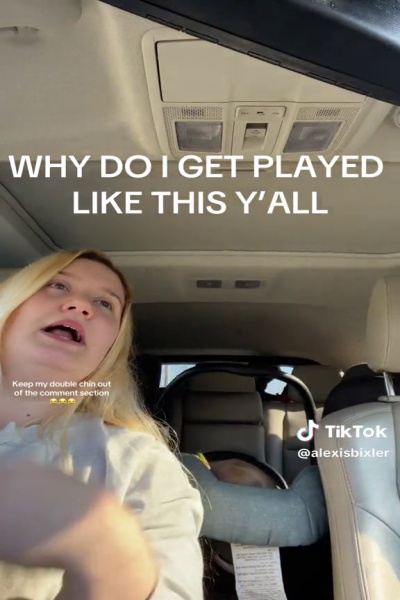 WHY DO I GET PLAYED
LIKE THIS Y’ALL
Keep my double chin out
of the comment section
😂😂😂
TikTok
@alexisbixler